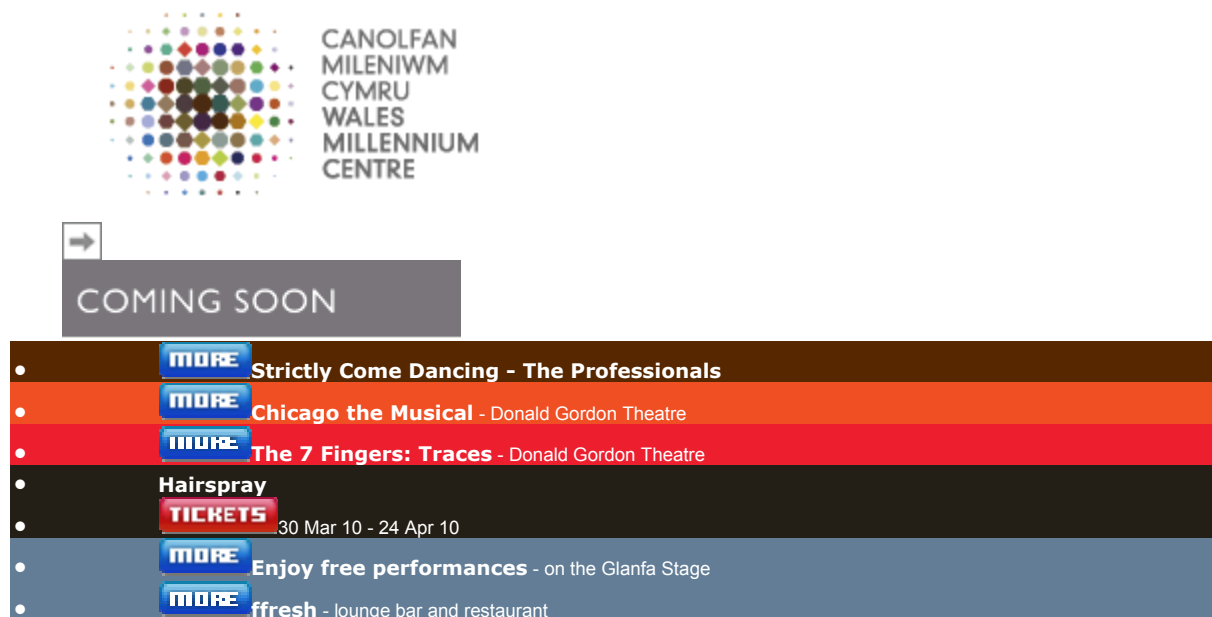 CANOLFAN
MILENIWM
CYMRU
WALES
MILLENNIUM
CENTRE
COMING SOON
MORE Strictly Come Dancing - The Professionals
MORE Chicago the Musical - Donald Gordon Theatre
MORE The 7 Fingers: Traces - Donald Gordon Theatre
Hairspray
TICKETS 30 Mar 10 - 24 Apr 10
MORE Enjoy free performances - on the Glanfa Stage
MORE ffresh - lounge bar and restaurant